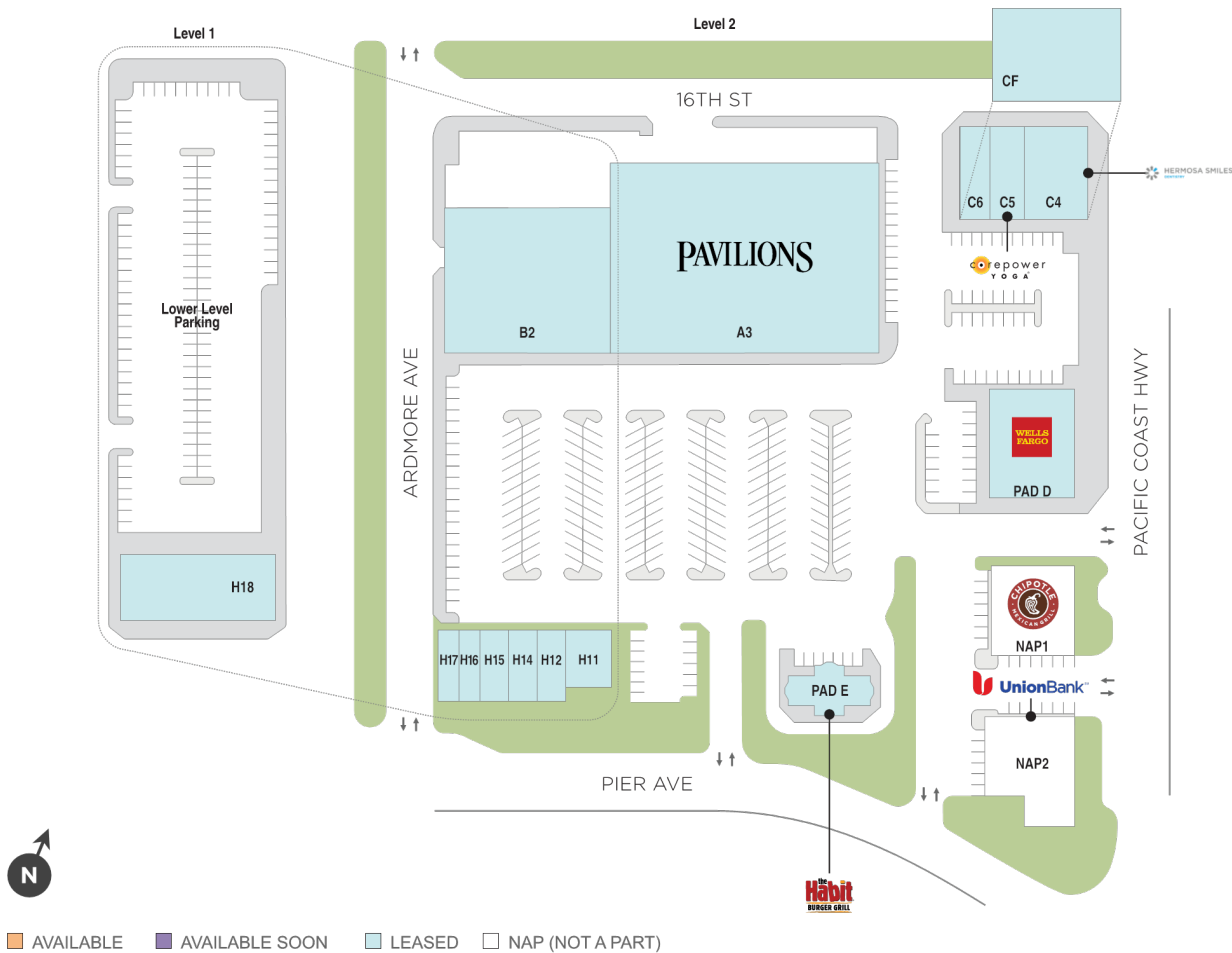 Level 1
Level 2
CF
16TH ST
HERMOSA SMILES
C6
C5
C4
PAVILIONS
corepower
YOGA
Lower Level
Parking
B2
A3
ARDMORE AVE
PACIFIC COAST HWY
WELLS
FARGO
PAD D
H18
CHIPOTLE
MEXICAN GRILL
NAP1
H17
H16
H15
H14
H12
H11
PAD E
UnionBank
NAP2
PIER AVE
N
the
Habit
BURGER GRILL
AVAILABLE
AVAILABLE SOON
LEASED
NAP (NOT A PART)